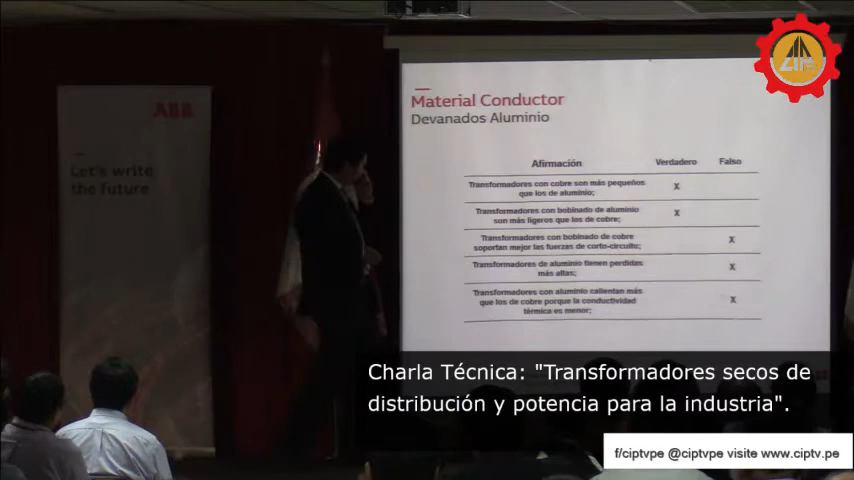 ABB
Let's write
the future
Material Conductor
Devanados Aluminio
Afirmación Verdadero Falso
Transformadores con cobre son más pequeños
que los de aluminio; X
Transformadores con bobinado de aluminio
son más ligeros que los de cobre; X
Transformadores con bobinado de cobre
soportan mejor las fuerzas de corto-circuito; X
Transformadores de aluminio tienen perdidas
más altas; X
Transformadores con aluminio calientan más
que los de cobre porque la conductividad
térmica es menor; X
Charla Técnica: "Transformadores secos de
distribución y potencia para la industria".
f/ciptvpe @ciptvpe visite www.ciptv.pe